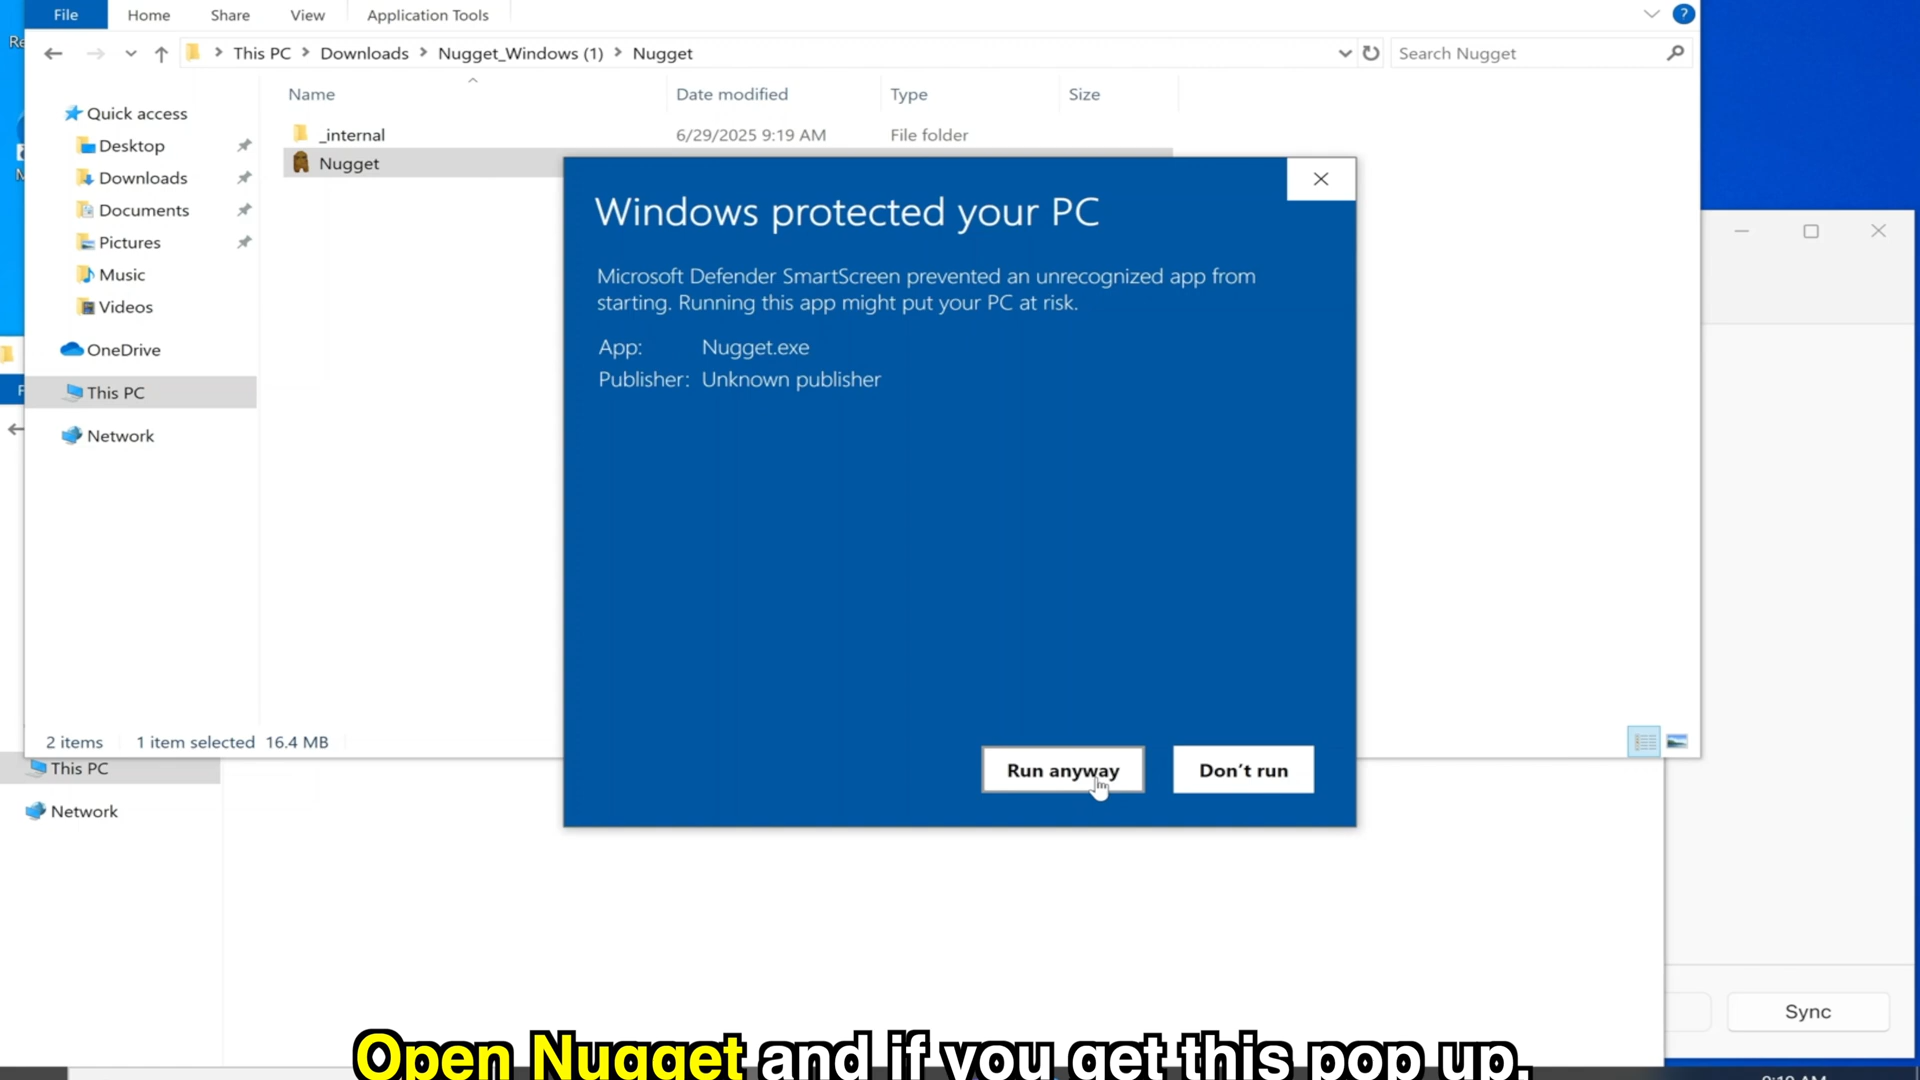 File Home Share View Application Tools
This PC > Downloads > Nugget_Windows (1) > Nugget
Search Nugget
Name Date modified Type Size
_internal 6/29/2025 9:19 AM File folder
Nugget
Quick access
Desktop
Downloads
Documents
Pictures
Music
Videos
OneDrive
This PC
Network
2 items 1 item selected 16.4 MB
Windows protected your PC
Microsoft Defender SmartScreen prevented an unrecognized app from
starting. Running this app might put your PC at risk.
App: Nugget.exe
Publisher: Unknown publisher
Run anyway
Don't run
This PC
Network
Sync
Open Nugget and if you get this pop up,